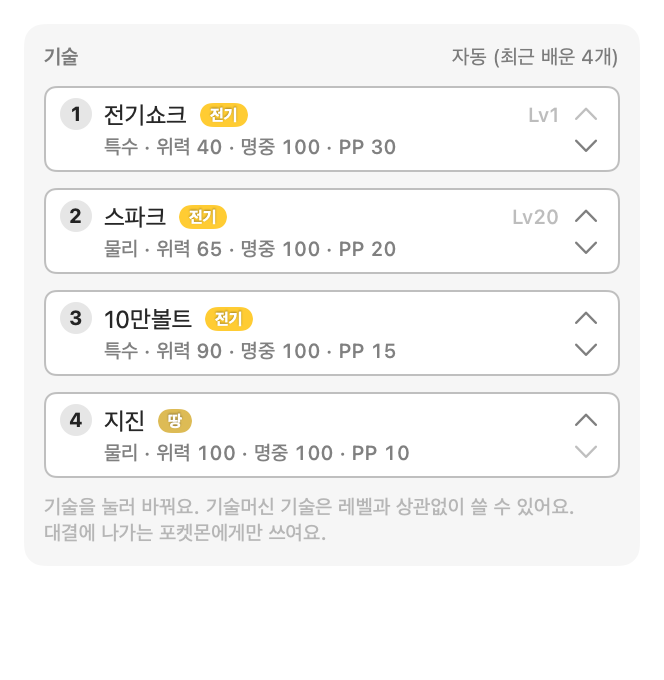 기술
자동 (최근 배운 4개)
1 전기쇼크 전기 Lv1
특수 · 위력 40 · 명중 100 · PP 30
2 스파크 전기 Lv20
물리 · 위력 65 · 명중 100 · PP 20
3 10만볼트 전기
특수 · 위력 90 · 명중 100 · PP 15
4 지진 땅
물리 · 위력 100 · 명중 100 · PP 10
기술을 눌러 바꿔요. 기술머신 기술은 레벨과 상관없이 쓸 수 있어요.
대결에 나가는 포켓몬에게만 쓰여요.